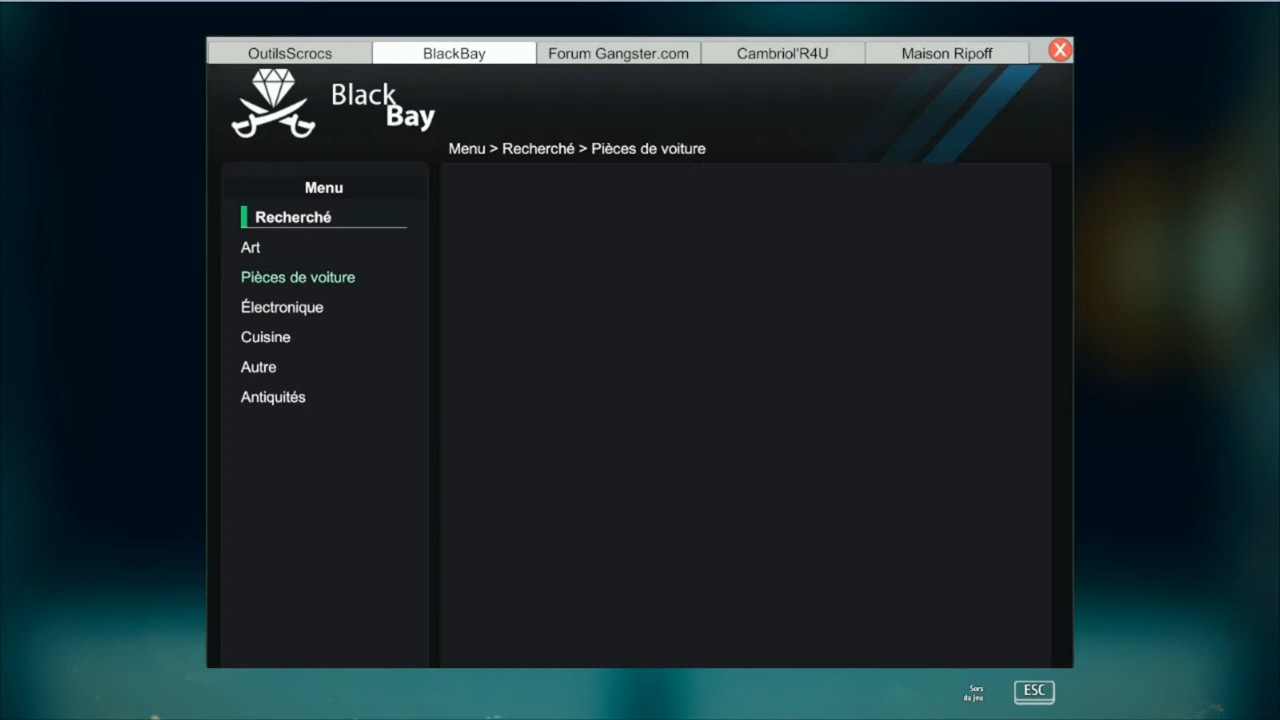 OutilsScrocs
BlackBay
Forum Gangster.com
Cambriol'R4U
Maison Ripoff
X
Black
Bay
Menu > Recherché > Pièces de voiture
Menu
Recherché
Art
Pièces de voiture
Électronique
Cuisine
Autre
Antiquités
Sors
du jeu
ESC